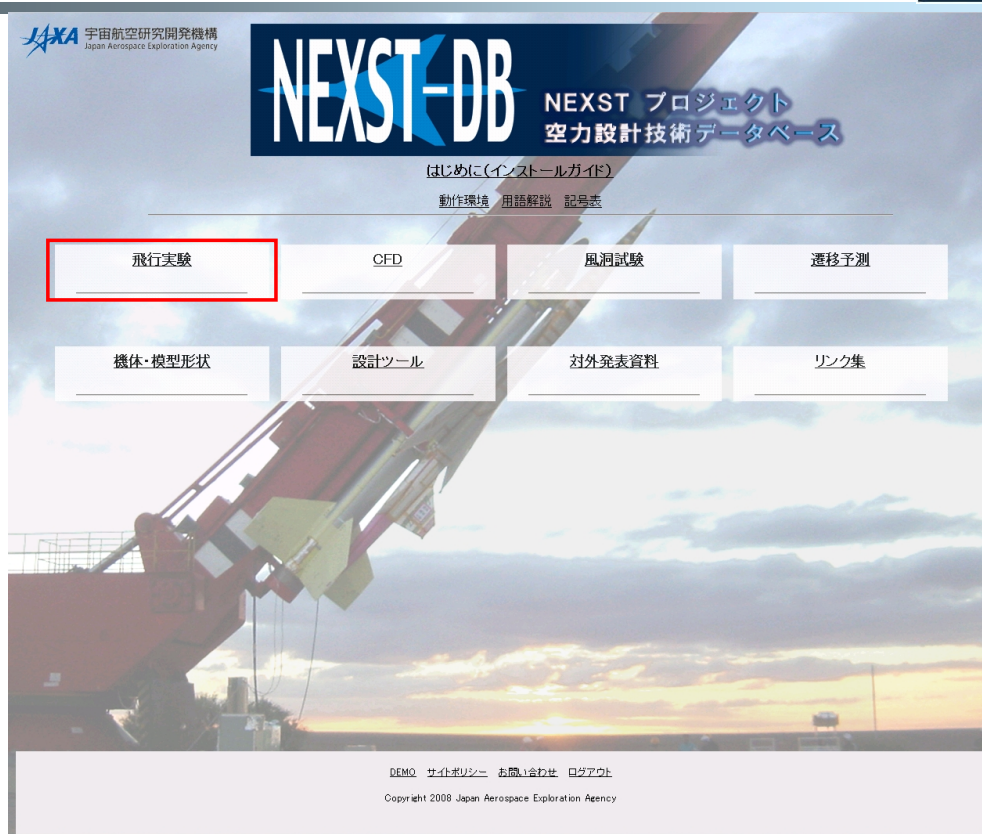 JAXA 宇宙航空研究開発機構
Japan Aerospace Exploration Agency
NEXST-DB
NEXST プロジェクト
空力設計技術データベース
はじめに(インストールガイド)
動作環境 用語解説 記号表
飛行実験 CFD 風洞試験 遷移予測
機体・模型形状 設計ツール 対外発表資料 リンク集
DEMO サイトポリシー お問い合わせ ログアウト
Copyright 2008 Japan Aerospace Exploration Agency